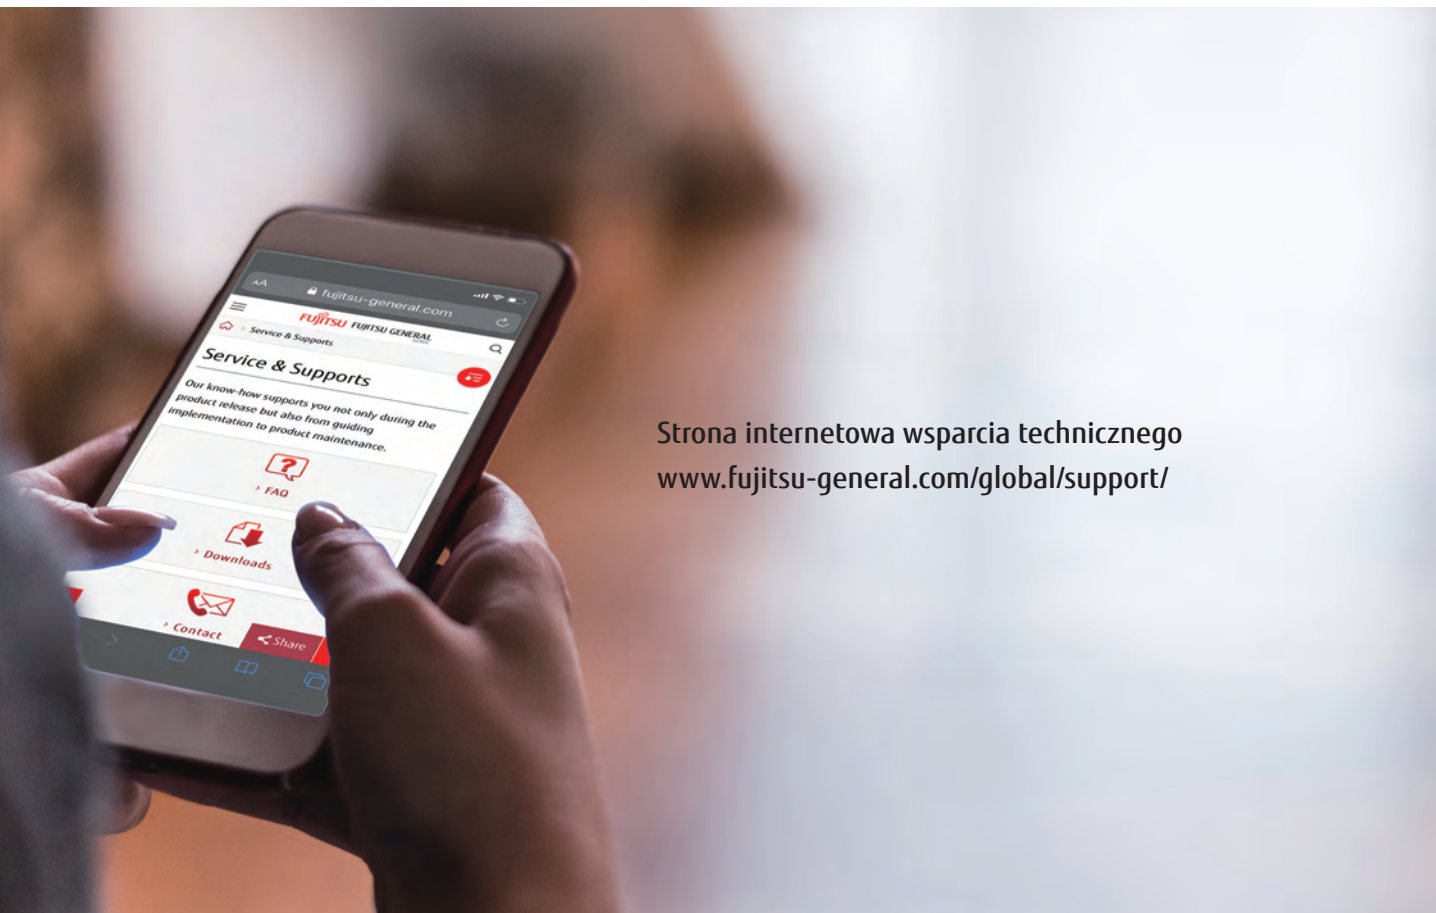 AA fujitsu-general.com
FUJITSU FUJITSU GENERAL
> Service & Supports
Service & Supports
Our know-how supports you not only during the
product release but also from guiding
implementation to product maintenance.
> FAQ
> Downloads
> Contact
Share
Strona internetowa wsparcia technicznego
www.fujitsu-general.com/global/support/